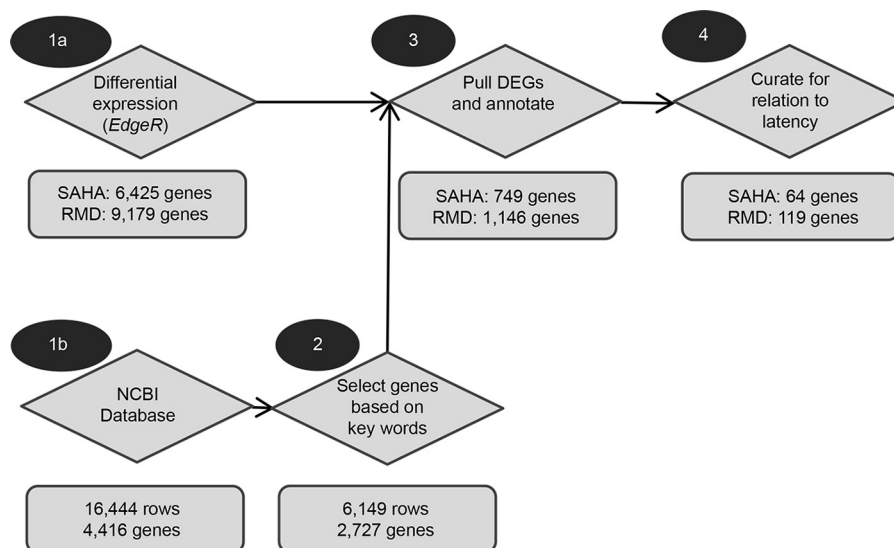 1a
Differential
expression
(EdgeR)
SAHA: 6,425 genes
RMD: 9,179 genes
3
Pull DEGs
and annotate
SAHA: 749 genes
RMD: 1,146 genes
4
Curate for
relation to
latency
SAHA: 64 genes
RMD: 119 genes
1b
NCBI
Database
16,444 rows
4,416 genes
2
Select genes
based on
key words
6,149 rows
2,727 genes